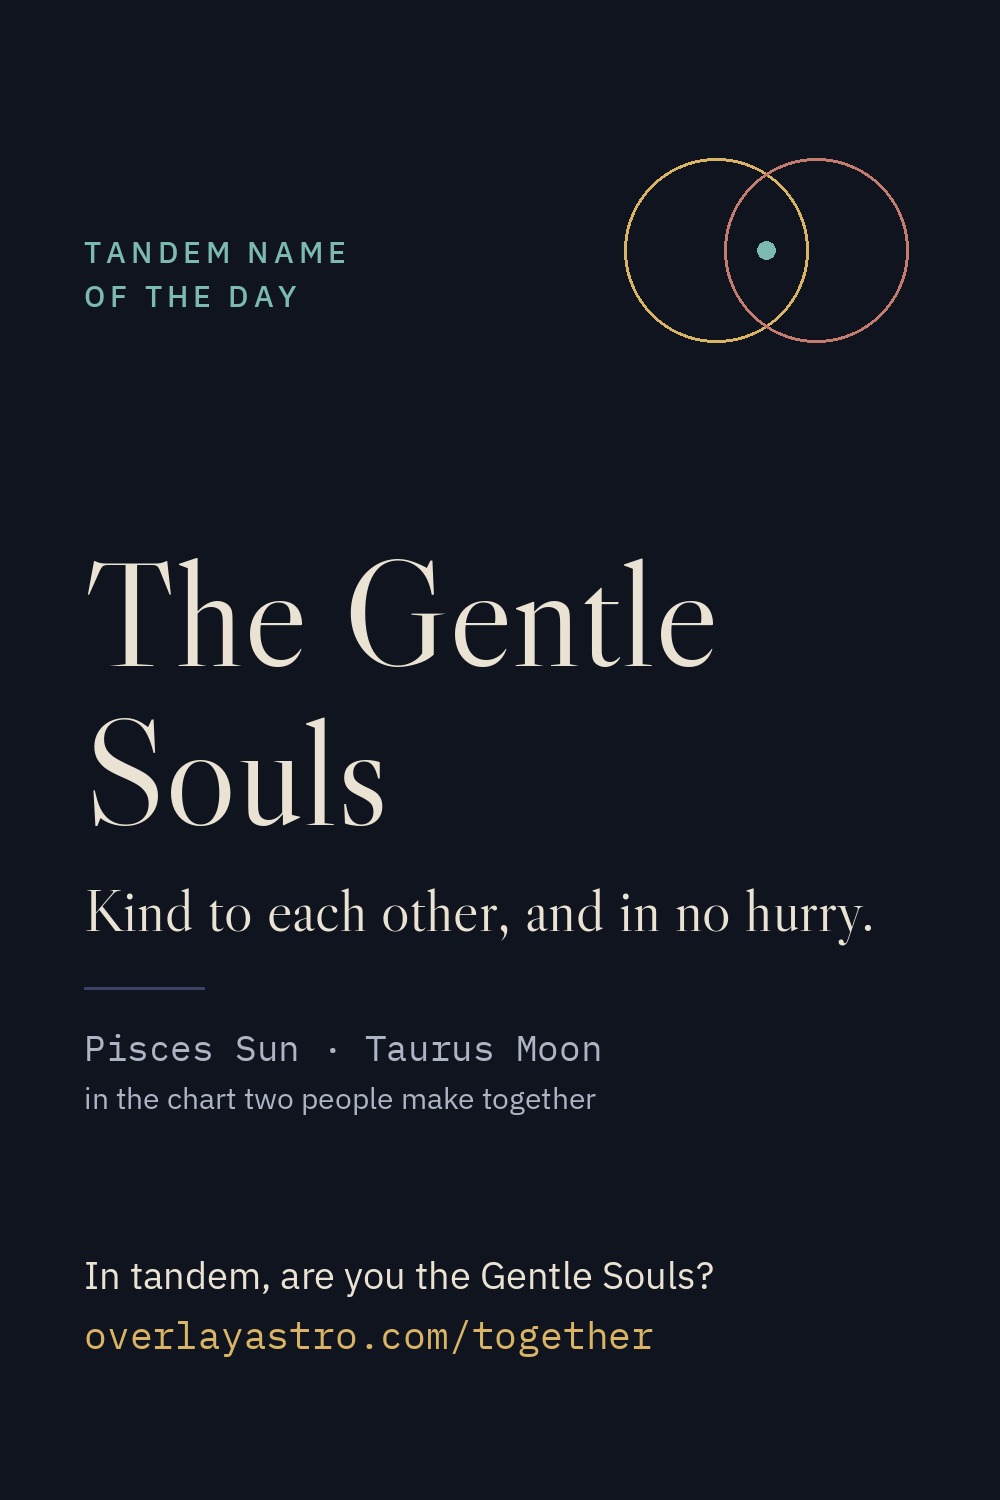 TANDEM NAME
OF THE DAY
The Gentle
Souls
Kind to each other, and in no hurry.
Pisces Sun · Taurus Moon
in the chart two people make together
In tandem, are you the Gentle Souls?
overlayastro.com/together